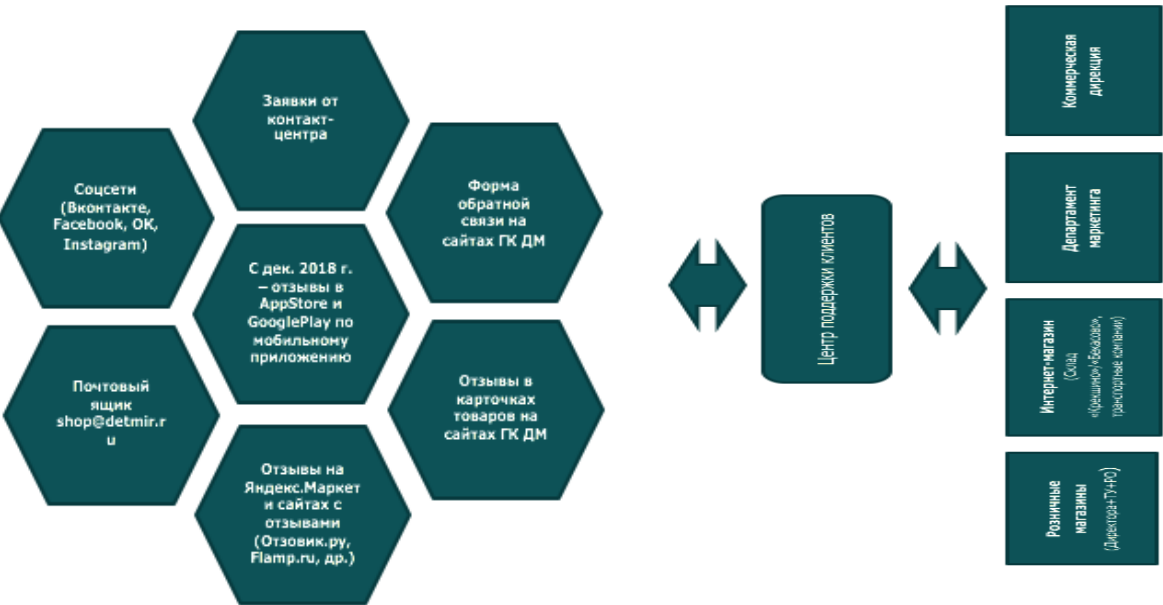 Заявки от
контакт-
центра
Соцсети
(Вконтакте,
Facebook, ОК,
Instagram)
Форма
обратной
связи на
сайтах ГК ДМ
С дек. 2018 г.
– отзывы в
AppStore и
GooglePlay по
мобильному
приложению
Почтовый
ящик
shop@detmir.r
u
Отзывы в
карточках
товаров на
сайтах ГК ДМ
Отзывы на
Яндекс.Маркет
и сайтах с
отзывами
(Отзовик.ру,
Flamp.ru, др.)
Центр поддержки клиентов
Коммерческая
дирекция
Департамент
маркетинга
Интернет-магазин
(Склад
«Крекшино»/«Бекасово»,
транспортные компании)
Розничные
магазины
(Директора+ТУ+РО)